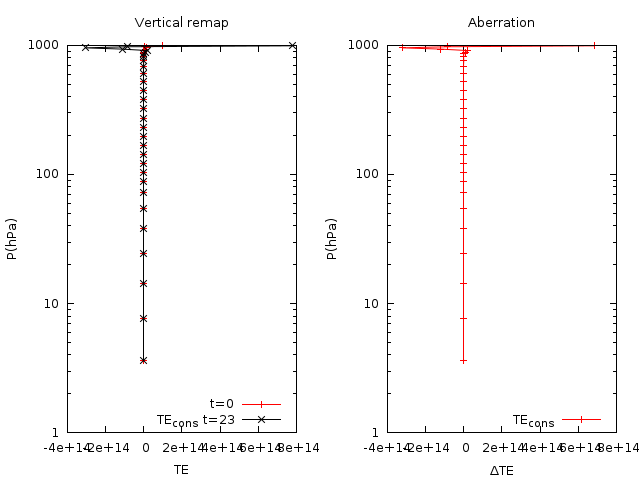 Vertical remap
Aberration
1000
100
10
1
P(hPa)
t=0
TEcons t=23
-4e+14
-2e+14
0
2e+14
4e+14
6e+14
8e+14
TE
1000
100
10
1
P(hPa)
TEcons
-4e+14
-2e+14
0
2e+14
4e+14
6e+14
8e+14
ΔTE